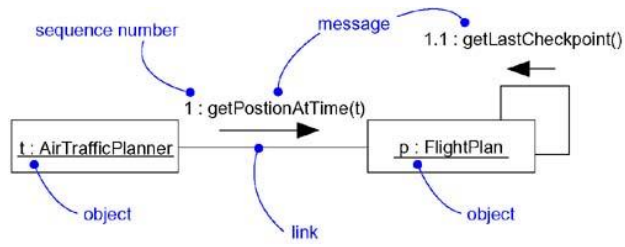 sequence number
message
1.1 : getLastCheckpoint()
1 : getPostionAtTime(t)
t : AirTrafficPlanner
p : FlightPlan
object
link
object